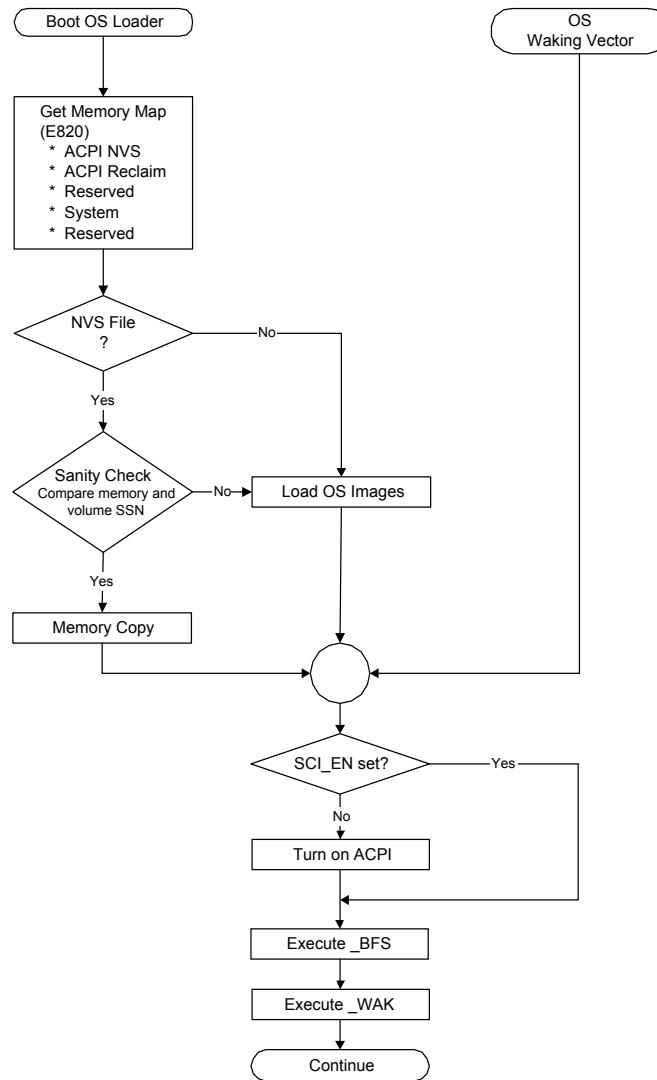 Boot OS Loader
OS
Waking Vector
Get Memory Map
(E820)
* ACPI NVS
* ACPI Reclaim
* Reserved
* System
* Reserved
NVS File
?
No
Yes
Sanity Check
Compare memory and
volume SSN
No
Load OS Images
Yes
Memory Copy
SCI_EN set?
Yes
No
Turn on ACPI
Execute _BFS
Execute _WAK
Continue